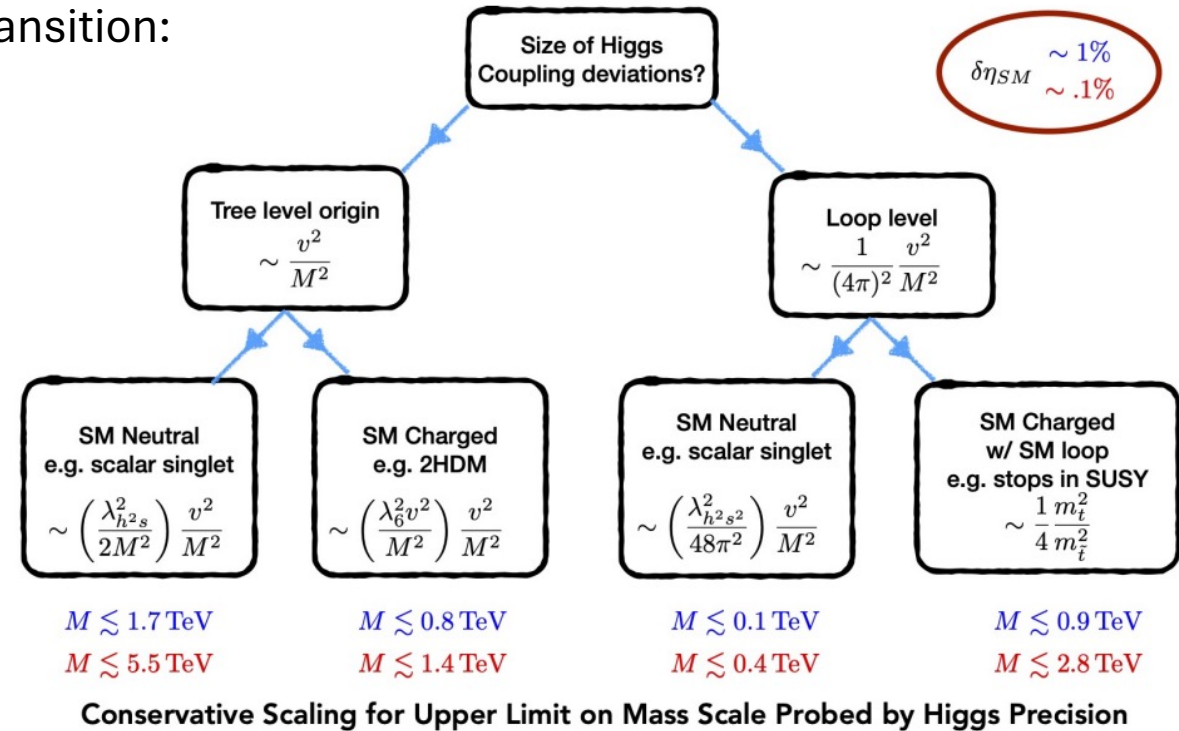 ansition:
Size of Higgs
Coupling deviations?
δη_{SM} ~ 1%
~ .1%
Tree level origin
~ v²/M²
Loop level
~ 1/(4π)² v²/M²
SM Neutral
e.g. scalar singlet
~ (λ²_{h²s}/2M²) v²/M²
SM Charged
e.g. 2HDM
~ (λ₆²v²/M²) v²/M²
SM Neutral
e.g. scalar singlet
~ (λ²_{h²s²}/48π²) v²/M²
SM Charged
w/ SM loop
e.g. stops in SUSY
~ 1/4 m_t²/m_{t̃}²
M ≲ 1.7 TeV
M ≲ 5.5 TeV
M ≲ 0.8 TeV
M ≲ 1.4 TeV
M ≲ 0.1 TeV
M ≲ 0.4 TeV
M ≲ 0.9 TeV
M ≲ 2.8 TeV
Conservative Scaling for Upper Limit on Mass Scale Probed by Higgs Precision